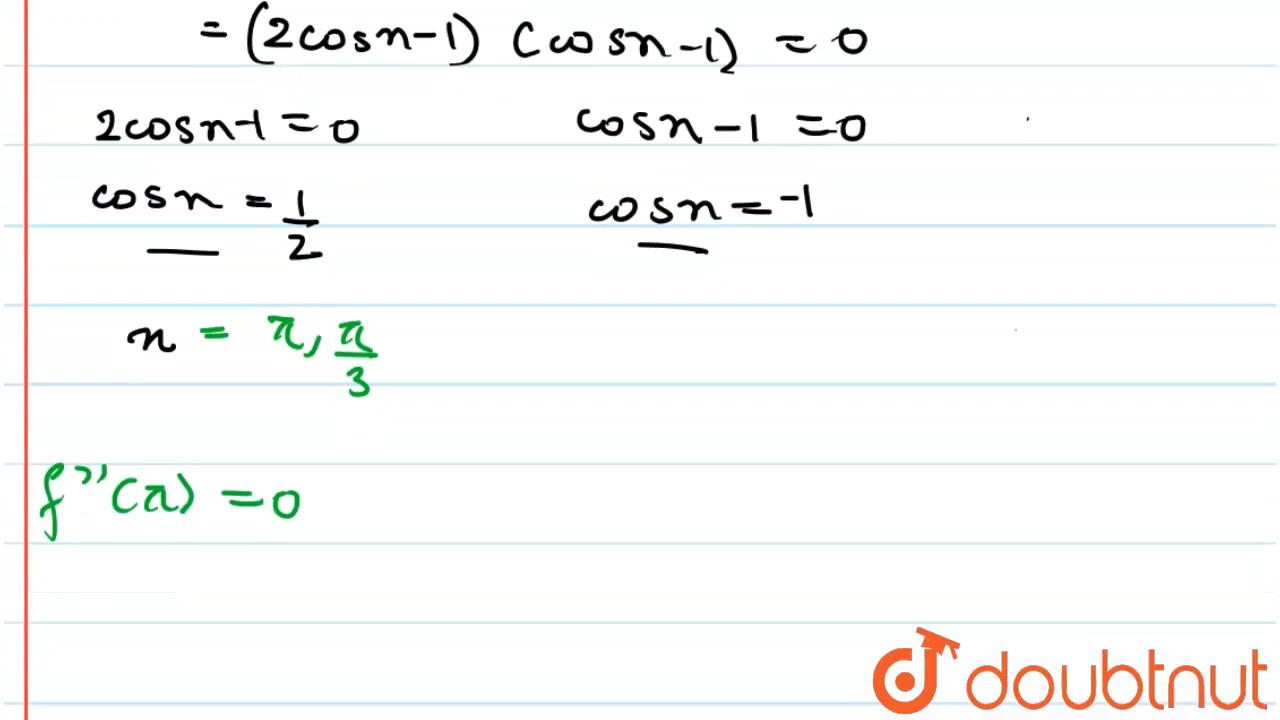 = (2cosx-1) (cosx-1) = 0
2cosx-1=0 cosx-1=0
cosx = 1/2 cosx=-1
x = π, π/3
f''(π) =0
doubtnut